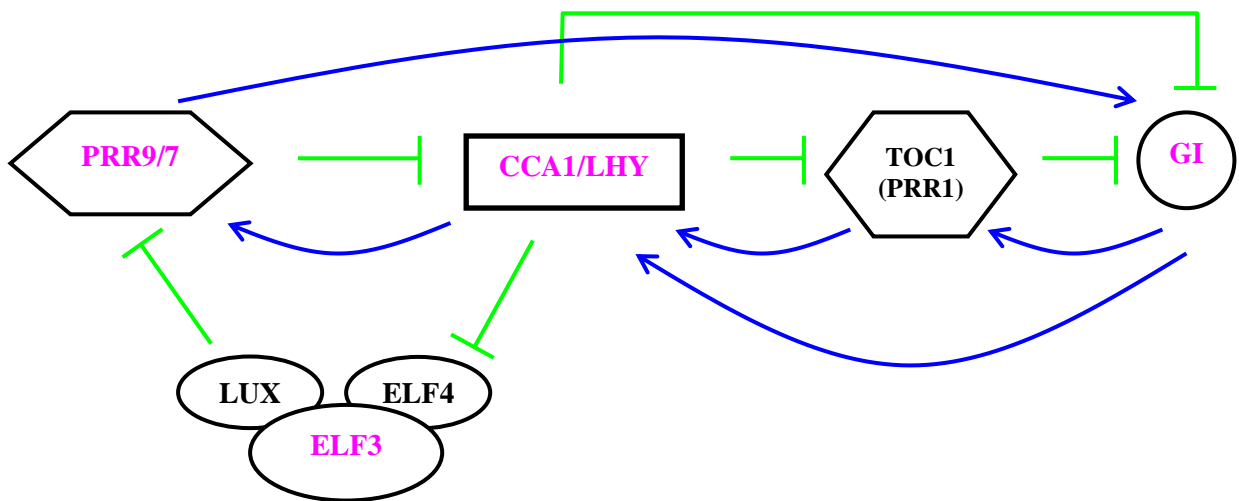 PRR9/7
CCA1/LHY
TOC1
(PRR1)
GI
LUX
ELF4
ELF3